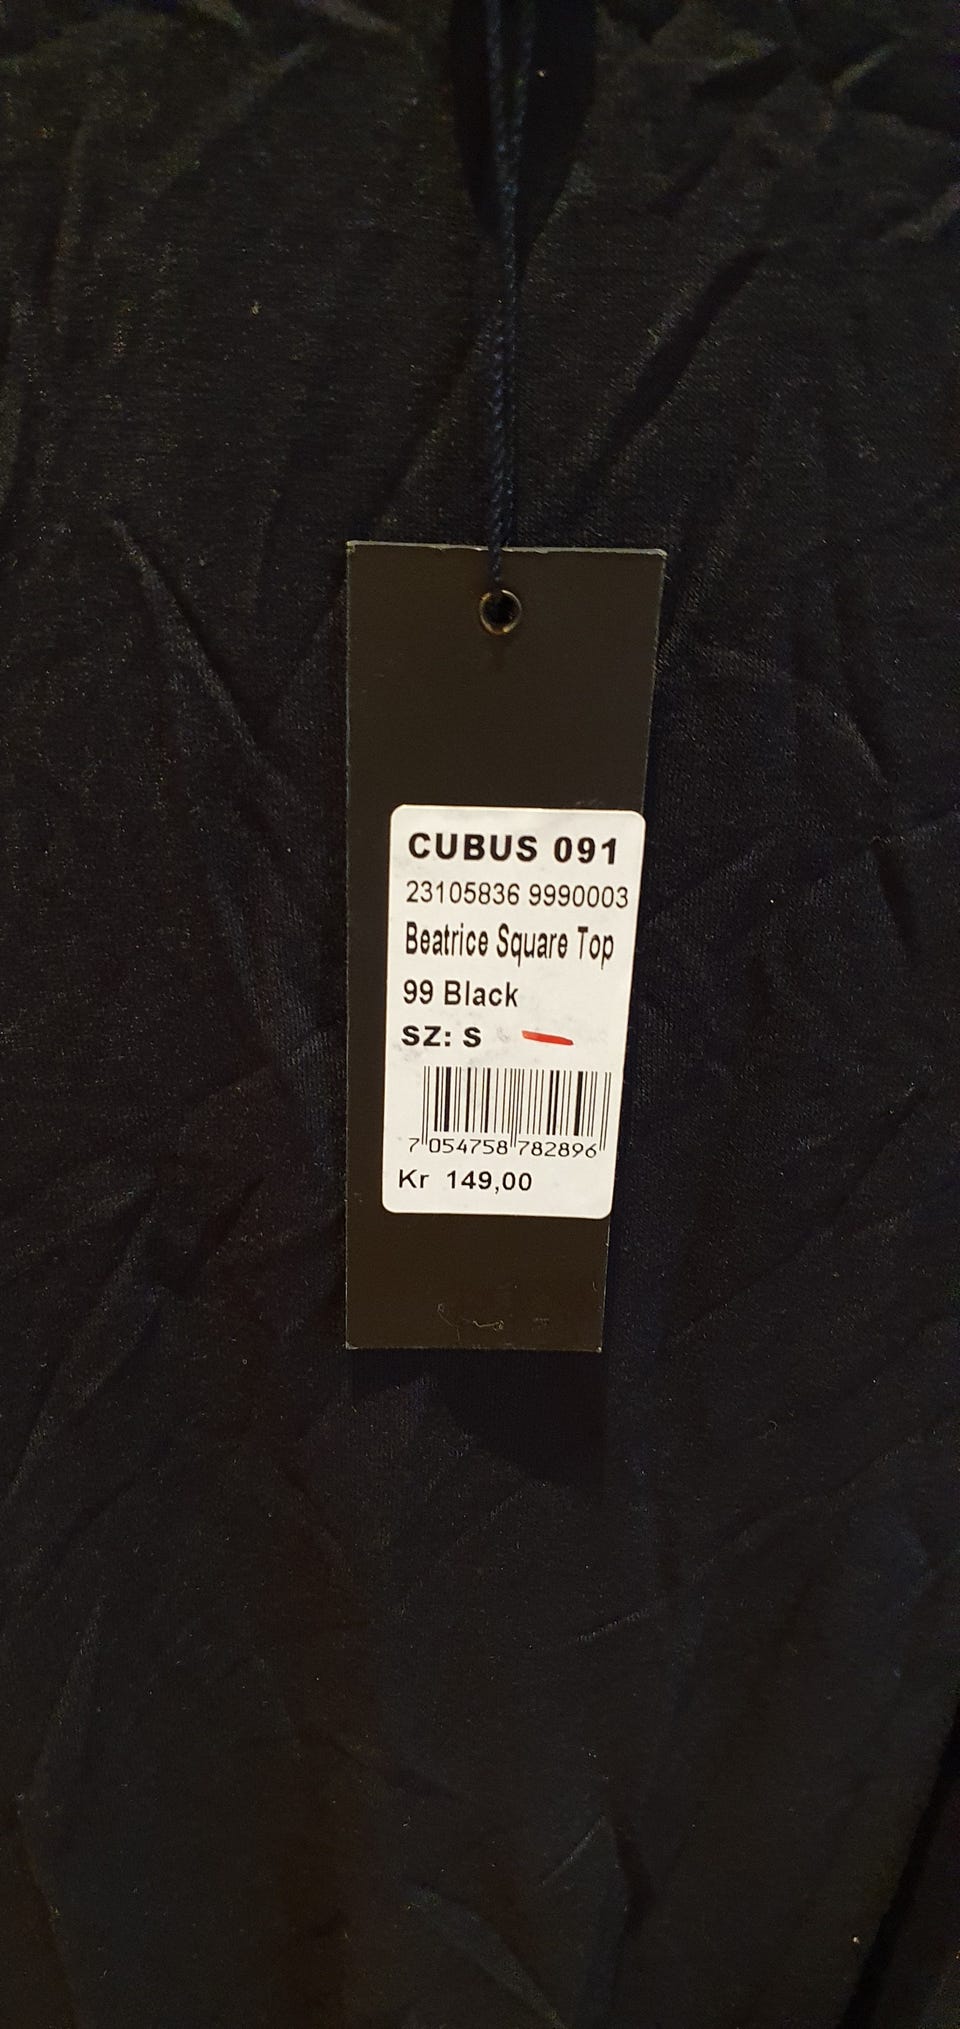 CUBUS 091
23105836 9990003
Beatrice Square Top
99 Black
SZ: S
7 054758 782896
Kr 149,00